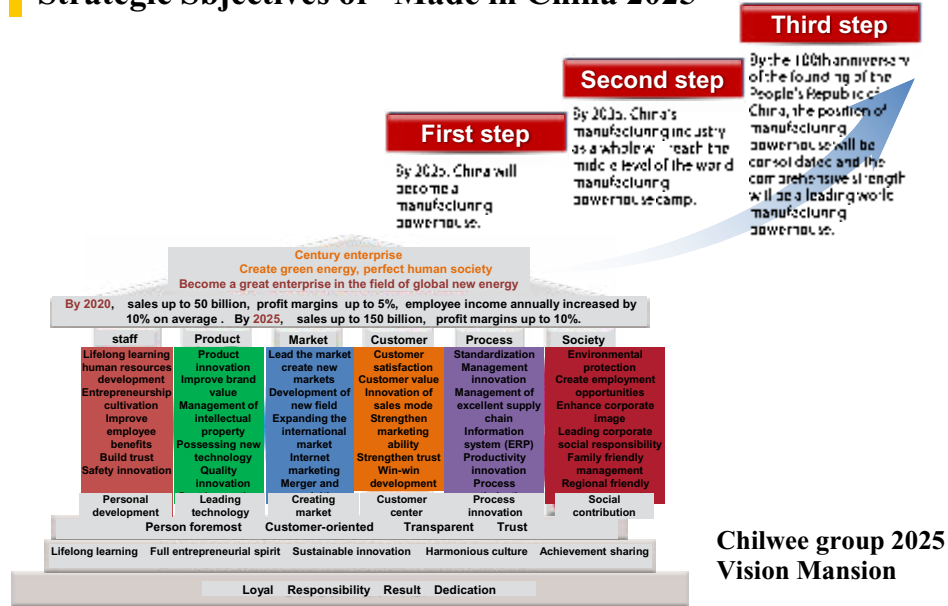 Strategic Sbjectives of "Made in China 2025"
Third step
By the 100th anniversary
of the founding of the
People's Republic of
China, the position of
manufacturing
powerhouse will be
consolidated and the
comprehensive strength
will be a leading world
manufacturing
powerhouse.
Second step
By 2035, China's
manufacturing industry
as a whole will reach the
middle level of the world
manufacturing
powerhouse camp.
First step
By 2025, China will
become a
manufacturing
powerhouse.
Century enterprise
Create green energy, perfect human society
Become a great enterprise in the field of global new energy
By 2020, sales up to 50 billion, profit margins up to 5%, employee income annually increased by
10% on average . By 2025, sales up to 150 billion, profit margins up to 10%.
staff
Lifelong learning
human resources
development
Entrepreneurship
cultivation
Improve
employee
benefits
Build trust
Safety innovation
Personal
development
Product
Product
innovation
Improve brand
value
Management of
intellectual
property
Possessing new
technology
Quality
innovation
Leading
technology
Market
Lead the market
create new
markets
Development of
new field
Expanding the
international
market
Internet
marketing
Merger and
Creating
market
Customer
Customer
satisfaction
Customer value
Innovation of
sales mode
Strengthen
marketing
ability
Strengthen trust
Win-win
development
Customer
center
Process
Standardization
Management
innovation
Management of
excellent supply
chain
Information
system (ERP)
Productivity
innovation
Process
Process
innovation
Society
Environmental
protection
Create employment
opportunities
Enhance corporate
image
Leading corporate
social responsibility
Family friendly
management
Regional friendly
Social
contribution
Person foremost Customer-oriented Transparent Trust
Lifelong learning Full entrepreneurial spirit Sustainable innovation Harmonious culture Achievement sharing
Loyal Responsibility Result Dedication
Chilwee group 2025
Vision Mansion